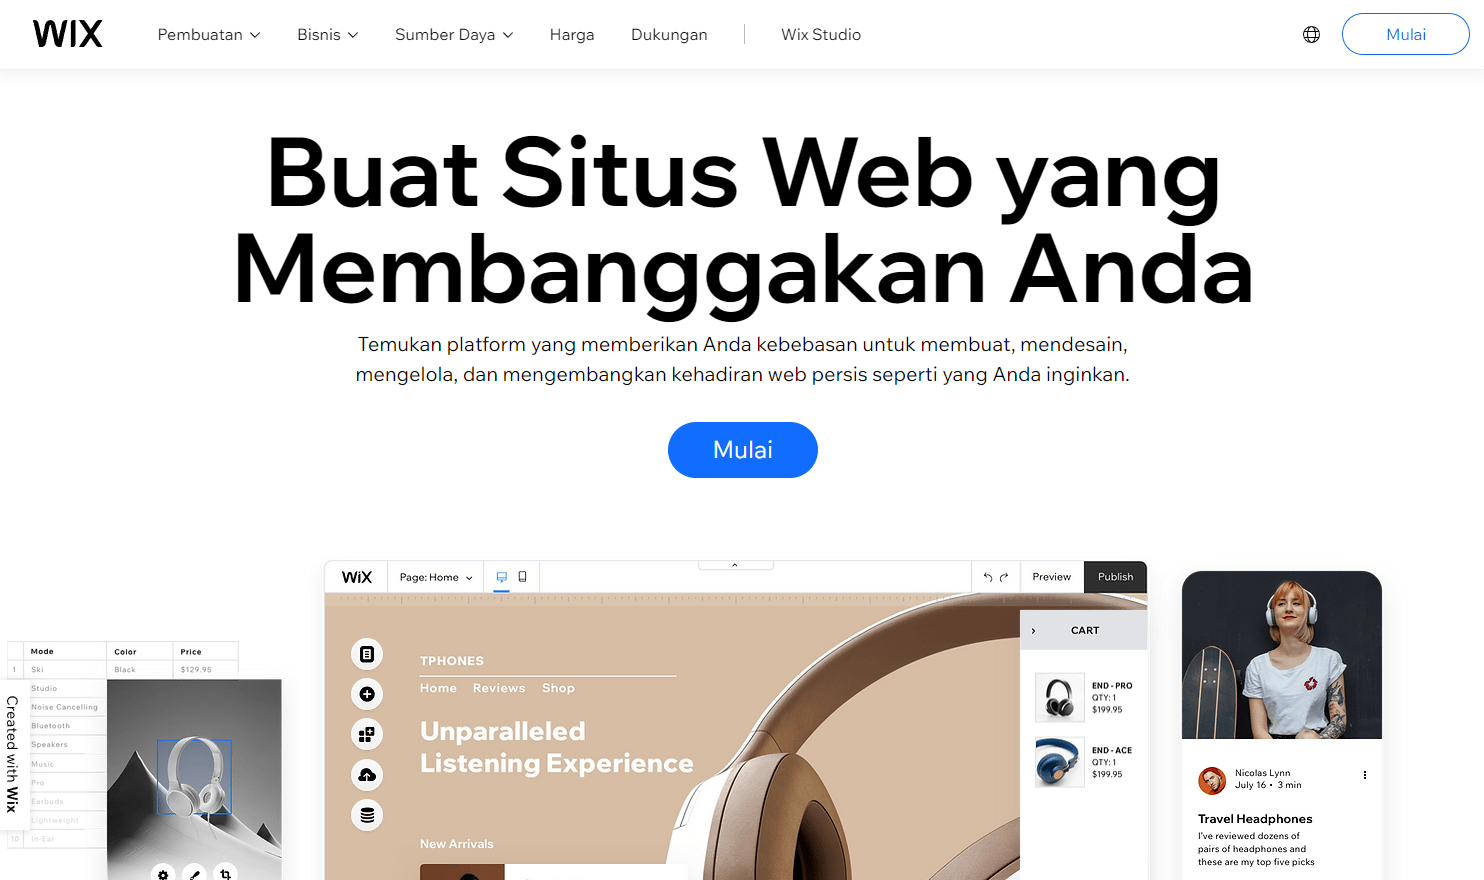 WIX
Pembuatan
Bisnis
Sumber Daya
Harga
Dukungan
Wix Studio
Mulai
Buat Situs Web yang
Membanggakan Anda
Temukan platform yang memberikan Anda kebebasan untuk membuat, mendesain,
mengelola, dan mengembangkan kehadiran web persis seperti yang Anda inginkan.
Mulai
WiX
Page: Home
Preview
Publish
CART
TPHONES
Home Reviews Shop
Unparalleled
Listening Experience
New Arrivals
END - PRO
QTY: 1
$199.95
END - ACE
QTY: 1
$199.95
Mode Color Price
1 Ski Black $129.95
Studio
Noise Cancelling
Bluetooth
Speakers
Music
Pro
Earbuds
Lightweight
10 In-Ear
Created with Wix
Nicolas Lynn
July 16 • 3 min
Travel Headphones
I've reviewed dozens of
pairs of headphones and
these are my top five picks